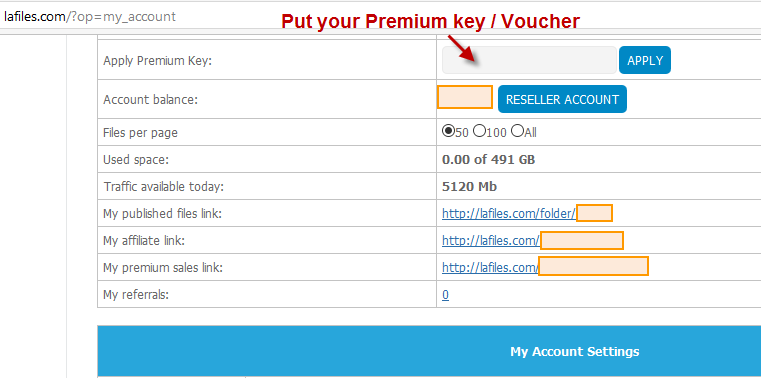 lafiles.com/?op=my_account
Put your Premium key / Voucher
Apply Premium Key: APPLY
Account balance: RESELLER ACCOUNT
Files per page 50 100 All
Used space: 0.00 of 491 GB
Traffic available today: 5120 Mb
My published files link: http://lafiles.com/folder/
My affiliate link: http://lafiles.com/
My premium sales link: http://lafiles.com/
My referrals: 0
My Account Settings